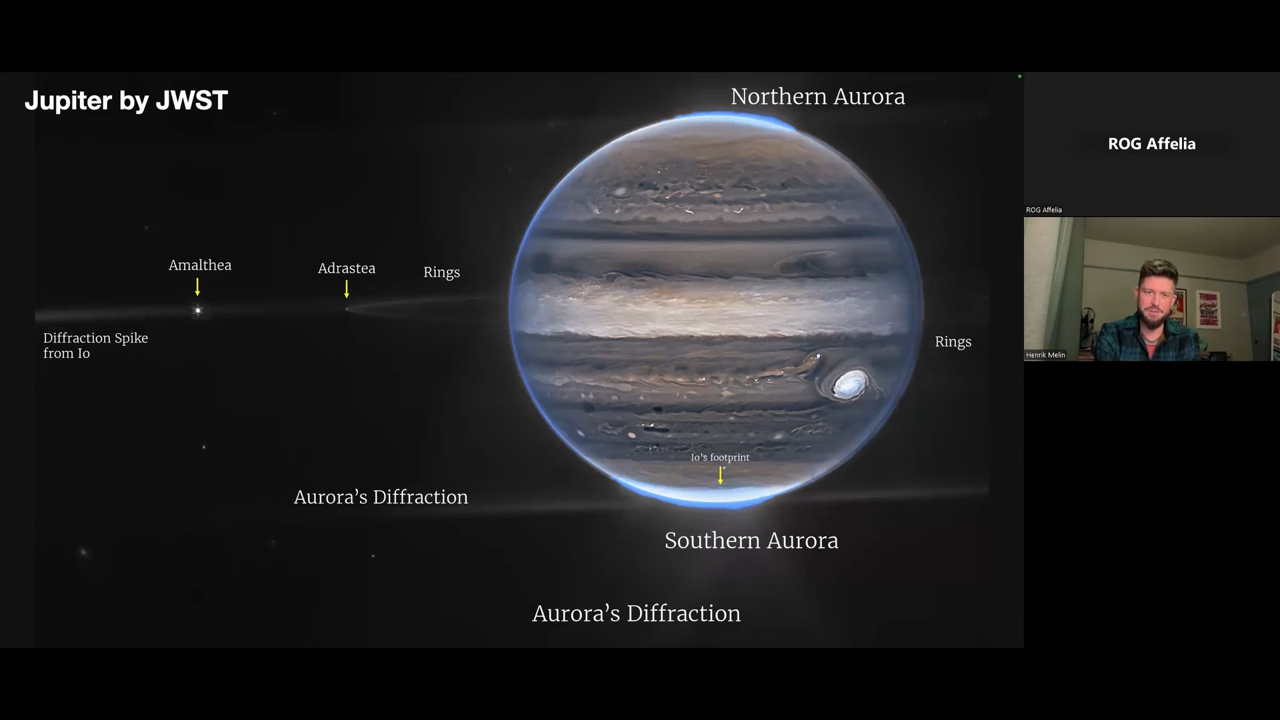 Jupiter by JWST
Northern Aurora
Amalthea
Adrastea
Rings
Diffraction Spike
from Io
Rings
Io’s footprint
Aurora’s Diffraction
Southern Aurora
Aurora’s Diffraction
ROG Affelia
ROG Affelia
Henrik Melin